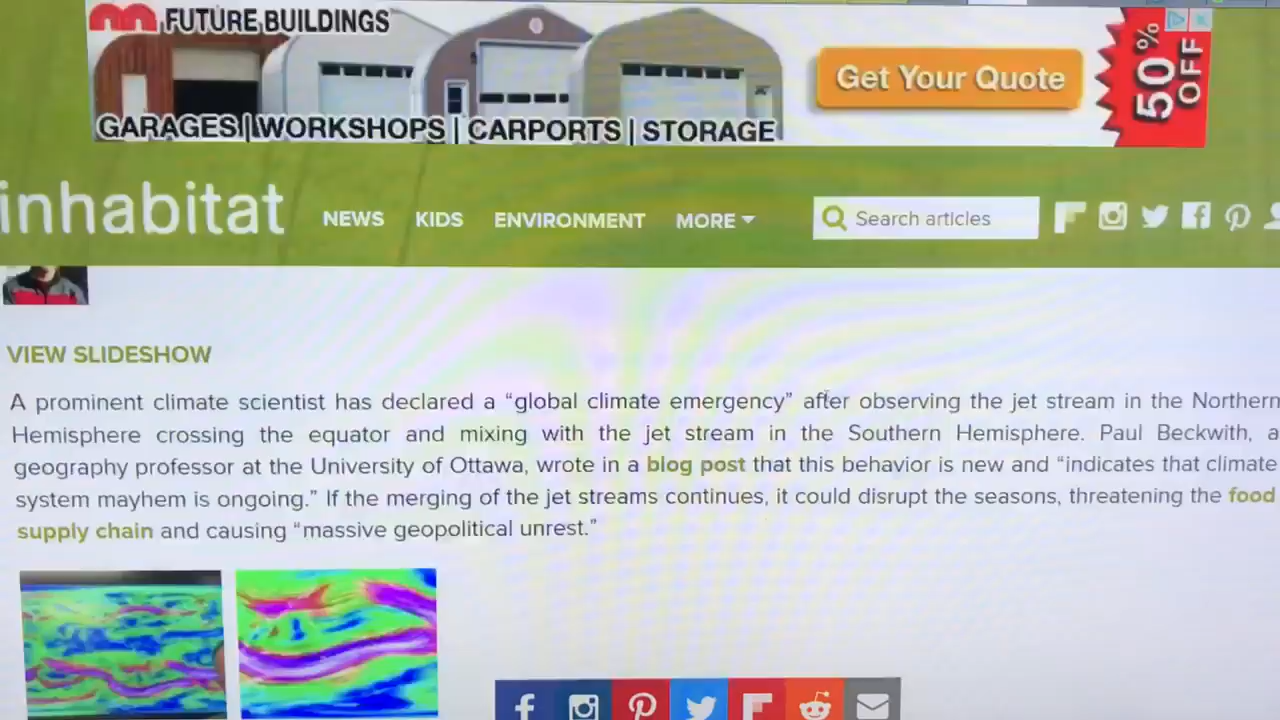 FUTURE BUILDINGS
GARAGES | WORKSHOPS | CARPORTS | STORAGE
Get Your Quote
50% OFF
inhabitat
NEWS KIDS ENVIRONMENT MORE
Search articles
VIEW SLIDESHOW
A prominent climate scientist has declared a “global climate emergency” after observing the jet stream in the Northern
Hemisphere crossing the equator and mixing with the jet stream in the Southern Hemisphere. Paul Beckwith, a
geography professor at the University of Ottawa, wrote in a blog post that this behavior is new and “indicates that climate
system mayhem is ongoing.” If the merging of the jet streams continues, it could disrupt the seasons, threatening the food
supply chain and causing “massive geopolitical unrest.”